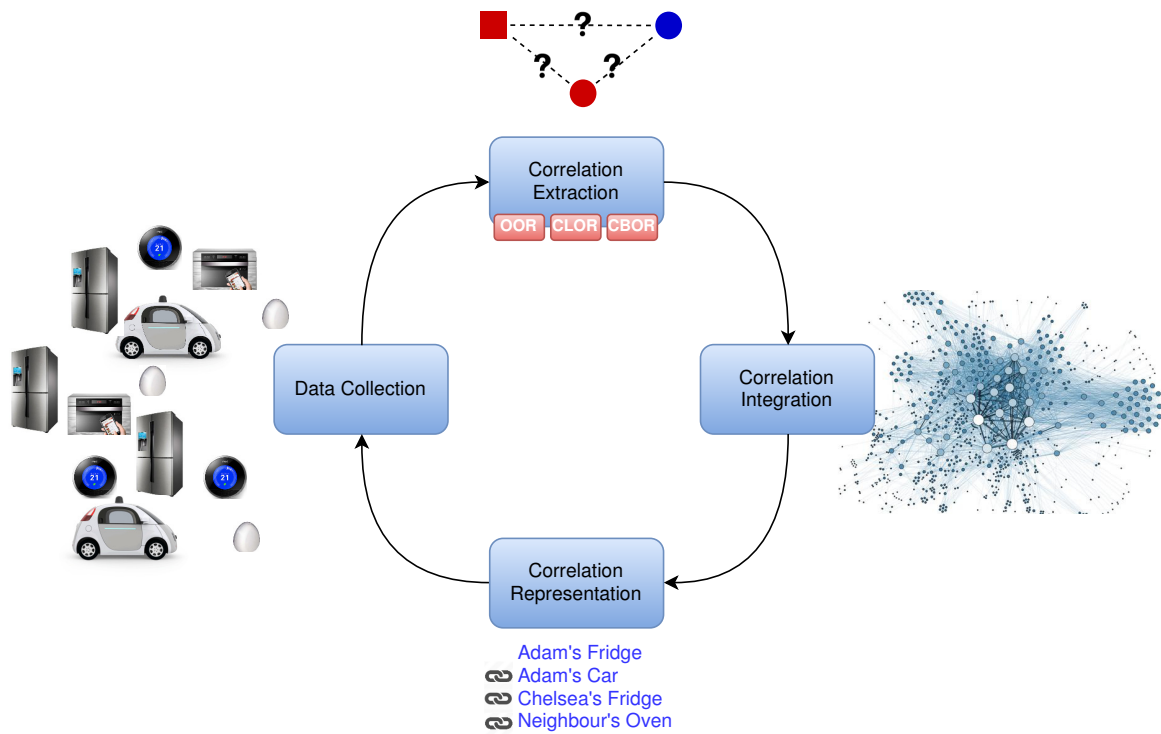 ?
?
?
Correlation
Extraction
OOR CLOR CBOR
21
Data Collection
Correlation
Integration
21
21
Correlation
Representation
Adam's Fridge
Adam's Car
Chelsea's Fridge
Neighbour's Oven